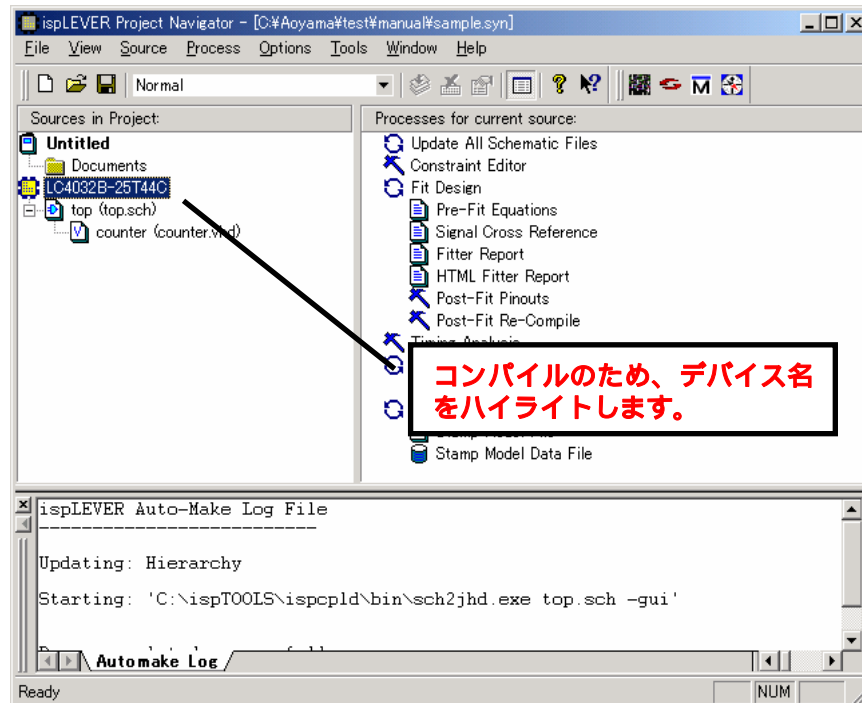 ispLEVER Project Navigator - [C:¥Aoyama¥test¥manual¥sample.syn]
File View Source Process Options Tools Window Help
Normal
Sources in Project:
Untitled
Documents
LC4032B-25T44C
top (top.sch)
counter (counter.vhd)
Processes for current source:
Update All Schematic Files
Constraint Editor
Fit Design
Pre-Fit Equations
Signal Cross Reference
Fitter Report
HTML Fitter Report
Post-Fit Pinouts
Post-Fit Re-Compile
Timing Analysis
コンパイルのため、デバイス名
をハイライトします。
Stamp Model File
Stamp Model Data File
ispLEVER Auto-Make Log File
---------------------------
Updating: Hierarchy
Starting: 'C:\ispTOOLS\ispcpld\bin\sch2jhd.exe top.sch -gui'
Automake Log
Ready
NUM